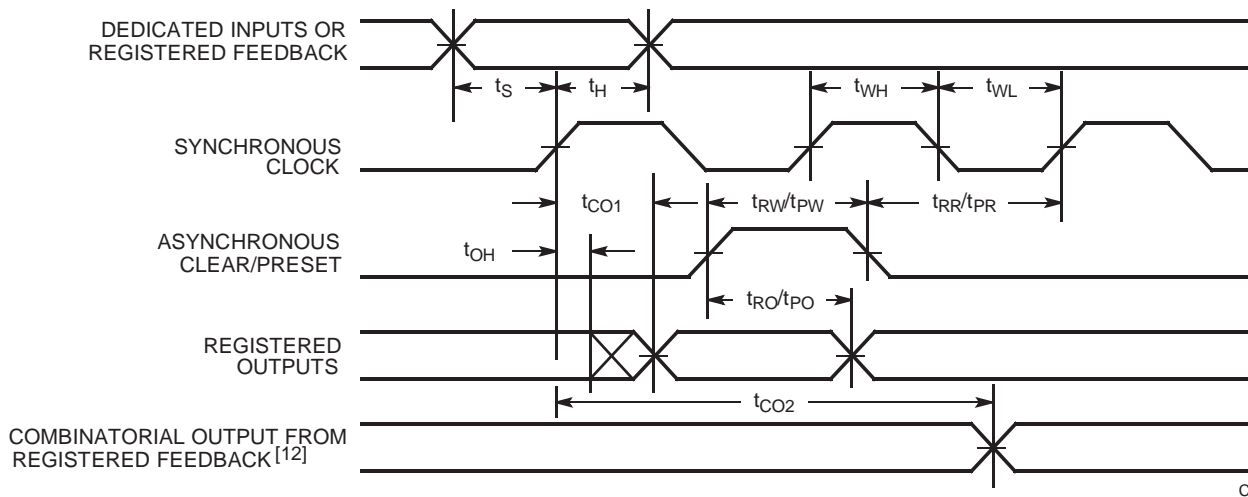 DEDICATED INPUTS OR
REGISTERED FEEDBACK
tS
tH
tWH
tWL
SYNCHRONOUS
CLOCK
tCO1
tRW/tPW
tRR/tPR
ASYNCHRONOUS
CLEAR/PRESET
tOH
tRO/tPO
REGISTERED
OUTPUTS
tCO2
COMBINATORIAL OUTPUT FROM
REGISTERED FEEDBACK[12]